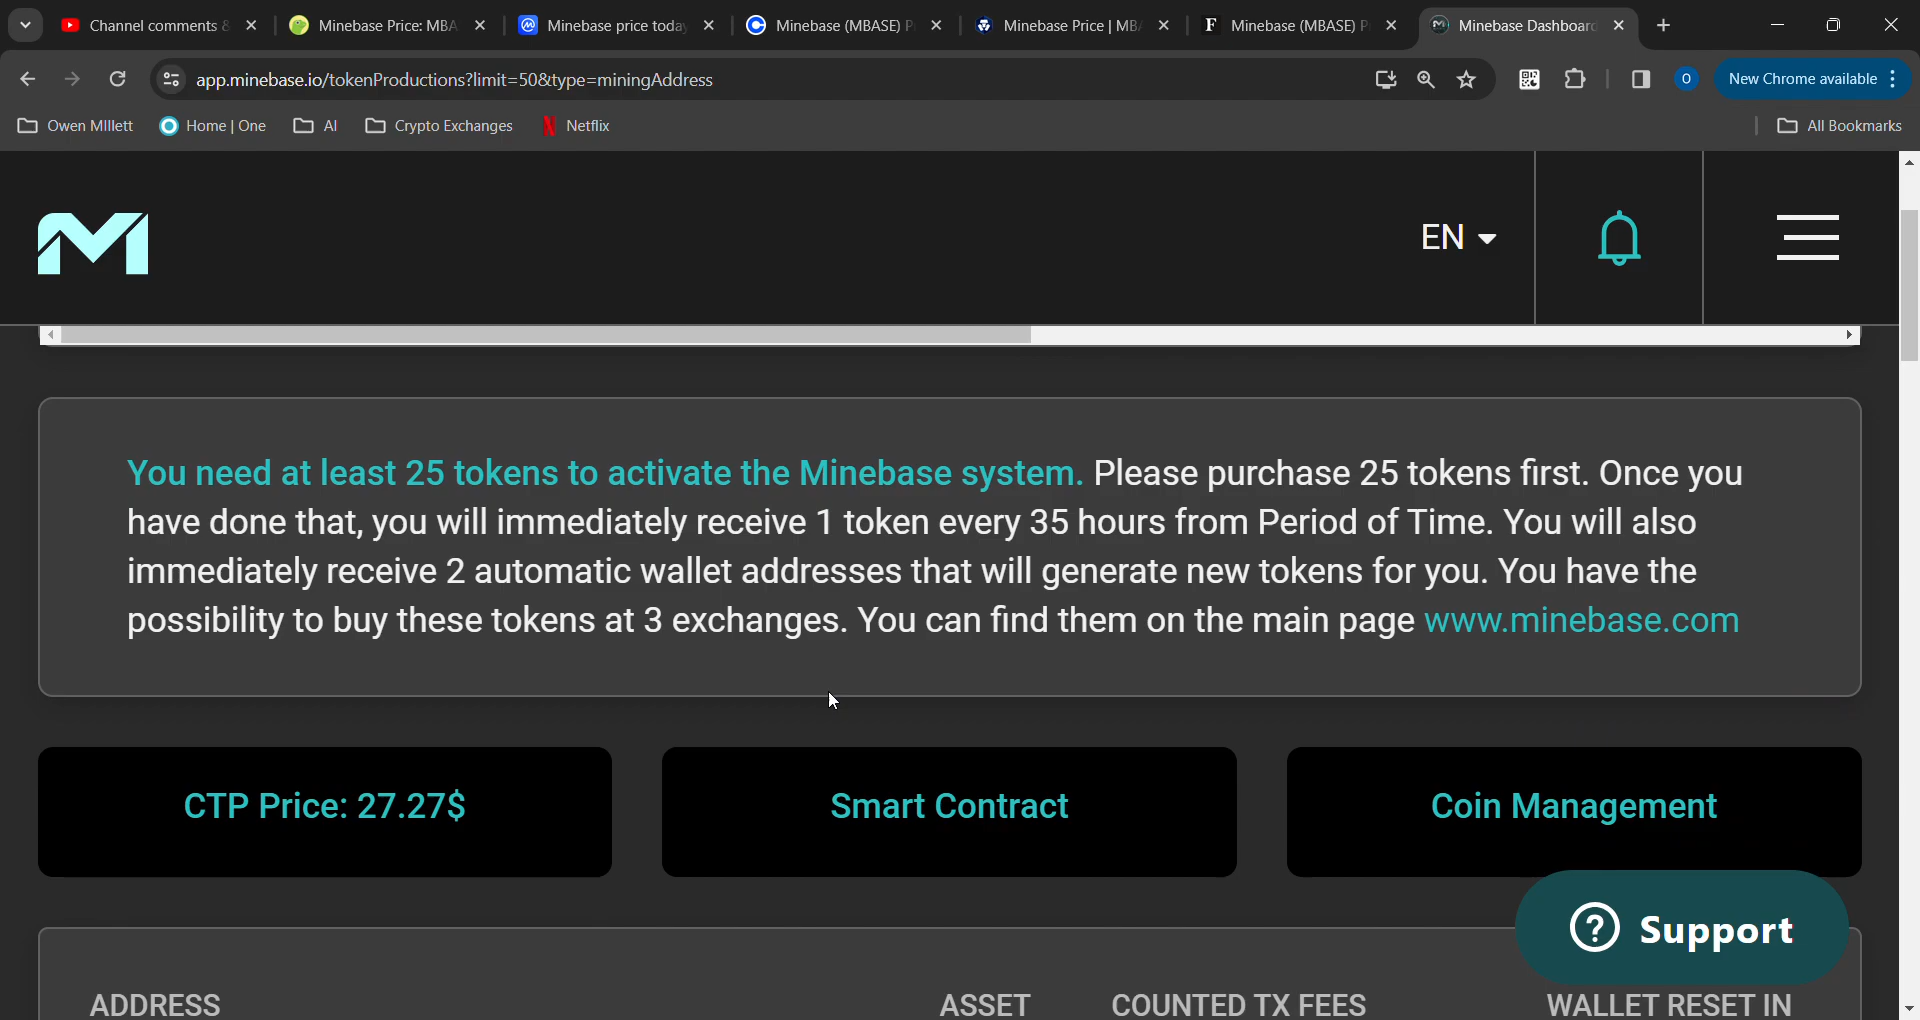 Channel comments &
Minebase Price: MBA
Minebase price today
Minebase (MBASE) P
Minebase Price | MBA
Minebase (MBASE) P
Minebase Dashboard
app.minebase.io/tokenProductions?limit=50&type=miningAddress
O
New Chrome available
Owen MIllett
Home | One
AI
Crypto Exchanges
Netflix
All Bookmarks
EN
You need at least 25 tokens to activate the Minebase system. Please purchase 25 tokens first. Once you
have done that, you will immediately receive 1 token every 35 hours from Period of Time. You will also
immediately receive 2 automatic wallet addresses that will generate new tokens for you. You have the
possibility to buy these tokens at 3 exchanges. You can find them on the main page www.minebase.com
CTP Price: 27.27$
Smart Contract
Coin Management
? Support
ADDRESS
ASSET
COUNTED TX FEES
WALLET RESET IN